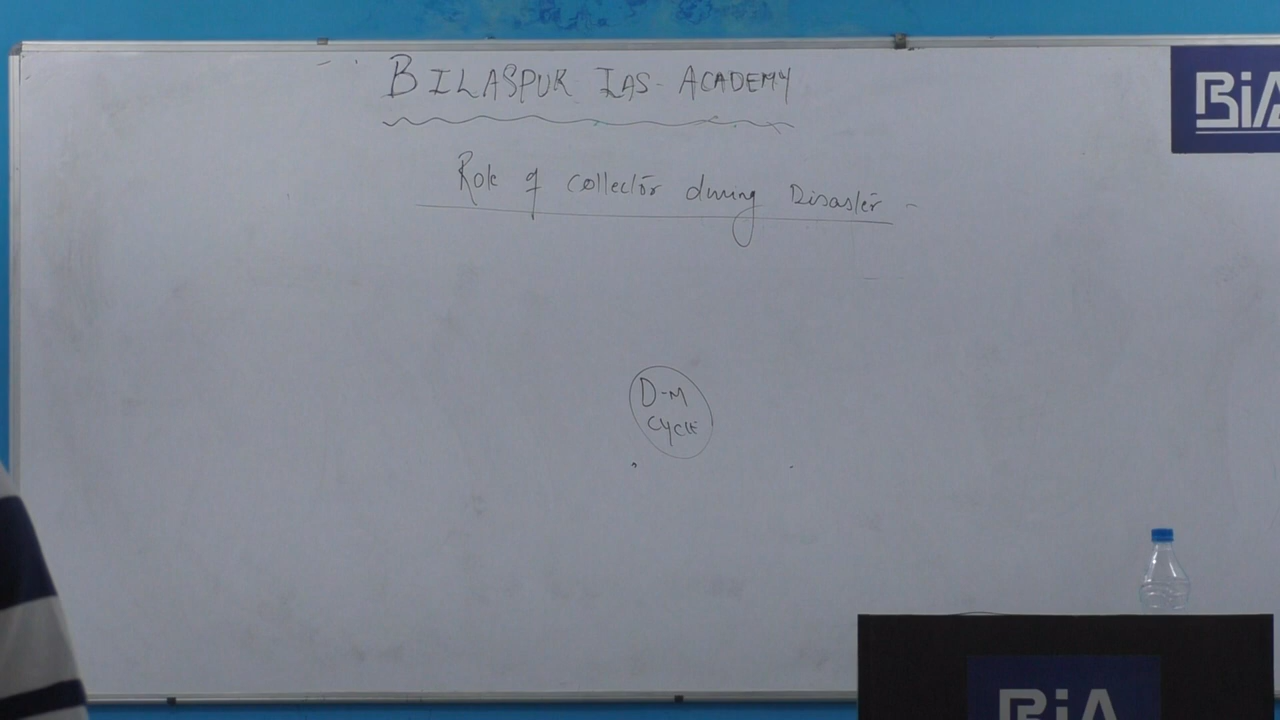 BILASPUR IAS - ACADEMY
BiA
Role of Collector during Disaster -
D-M
CYCLE
BiA